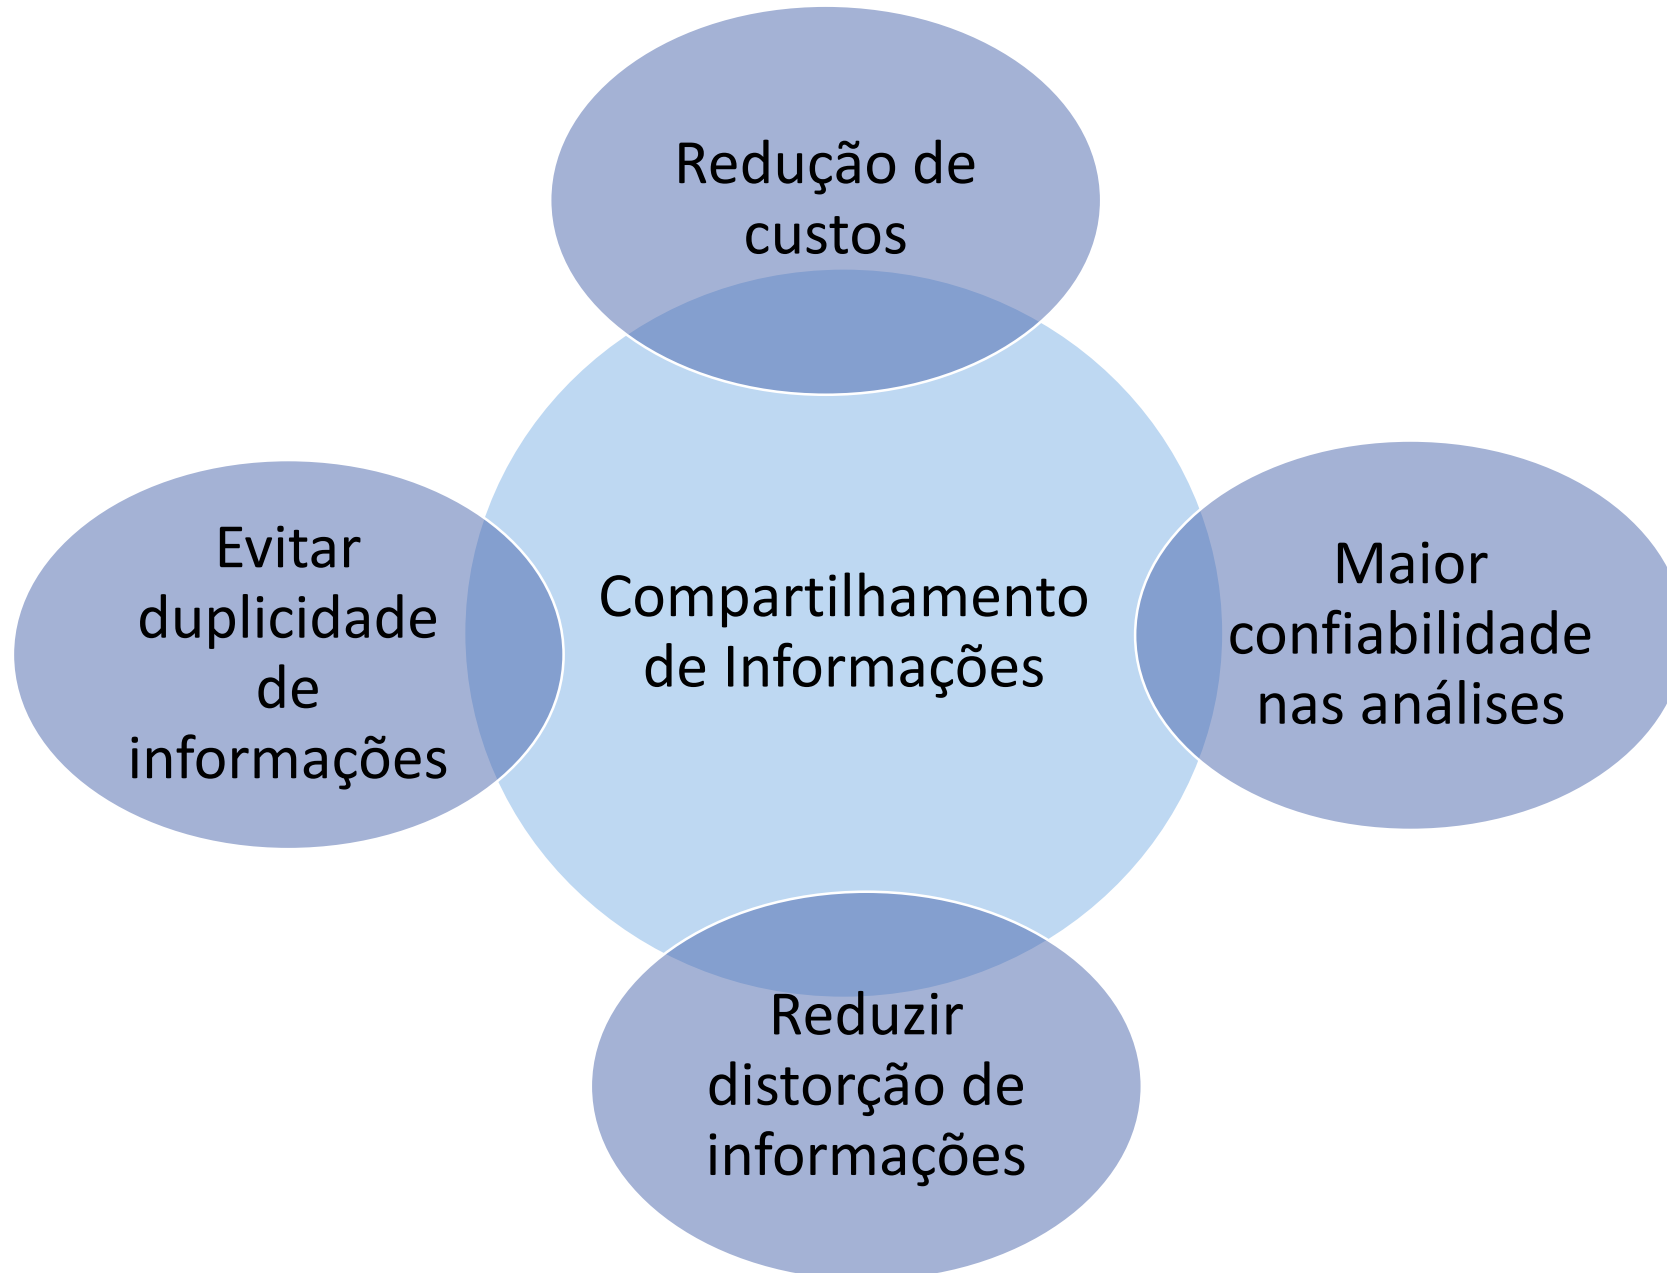 Redução de
custos
Evitar
duplicidade
de
informações
Compartilhamento
de Informações
Maior
confiabilidade
nas análises
Reduzir
distorção de
informações